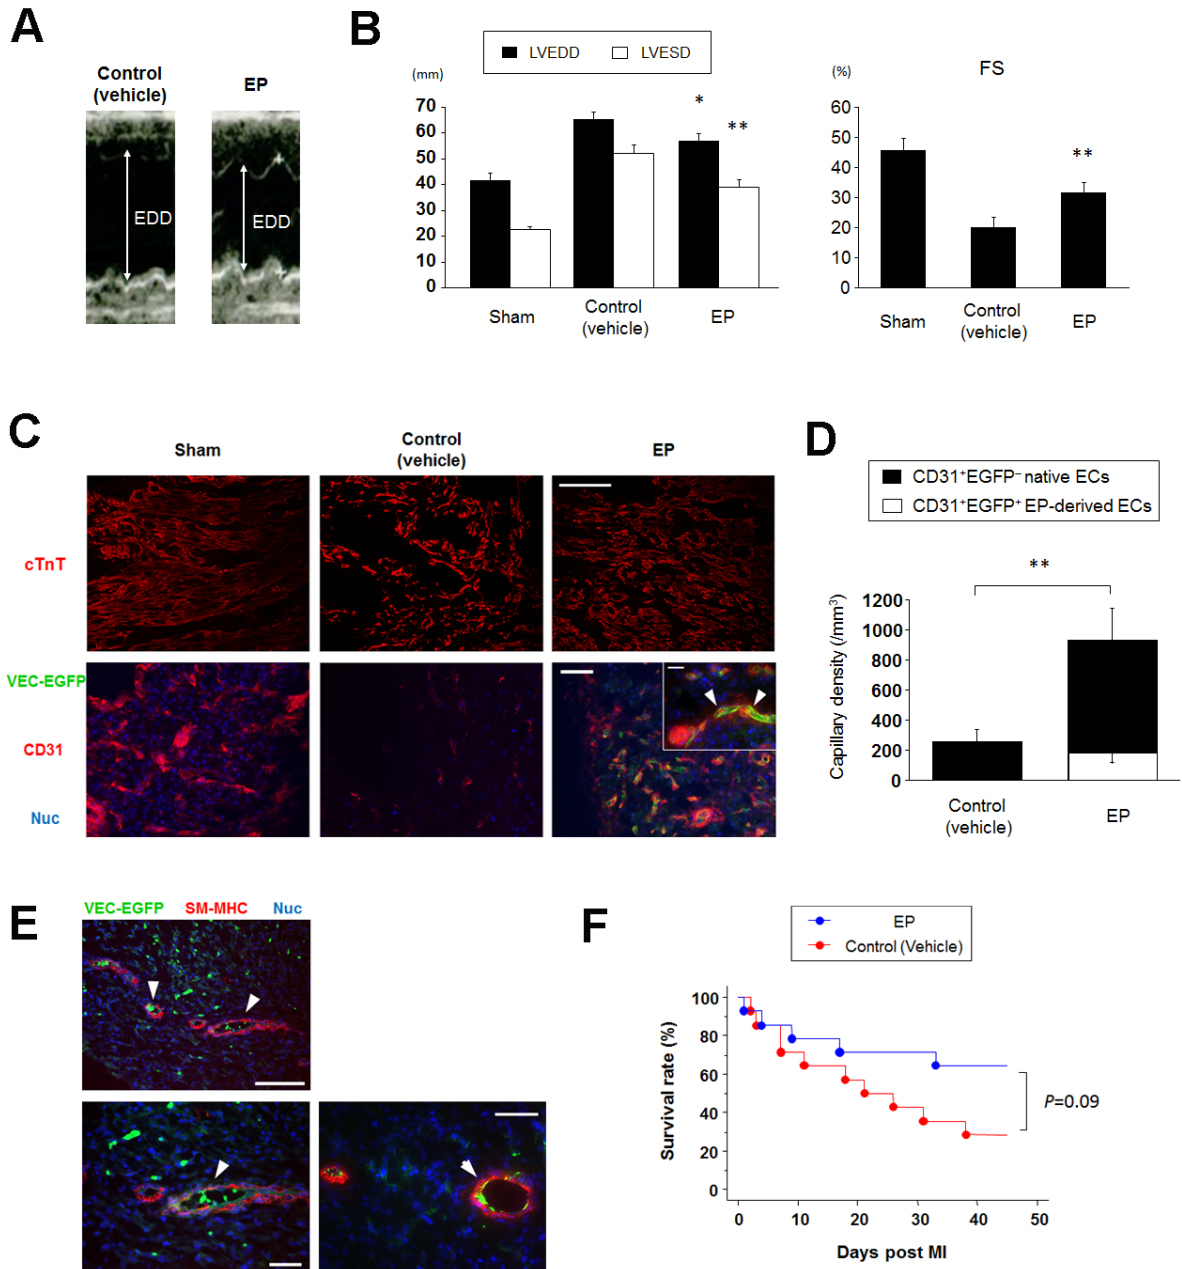 A
Control
(vehicle)
EP
EDD
EDD
B
LVEDD LVESD
(mm)
70
60
50
40
30
20
10
0
*
**
Sham
Control
(vehicle)
EP
FS
(%)
60
50
40
30
20
10
0
**
Sham
Control
(vehicle)
EP
C
Sham
Control
(vehicle)
EP
cTnT
VEC-EGFP
CD31
Nuc
D
CD31⁺EGFP⁻ native ECs
CD31⁺EGFP⁺ EP-derived ECs
**
Capillary density (/mm³)
1200
1000
800
600
400
200
0
Control
(vehicle)
EP
E
VEC-EGFP SM-MHC Nuc
F
EP
Control (Vehicle)
Survival rate (%)
100
80
60
40
20
0
P=0.09
0 10 20 30 40 50
Days post MI